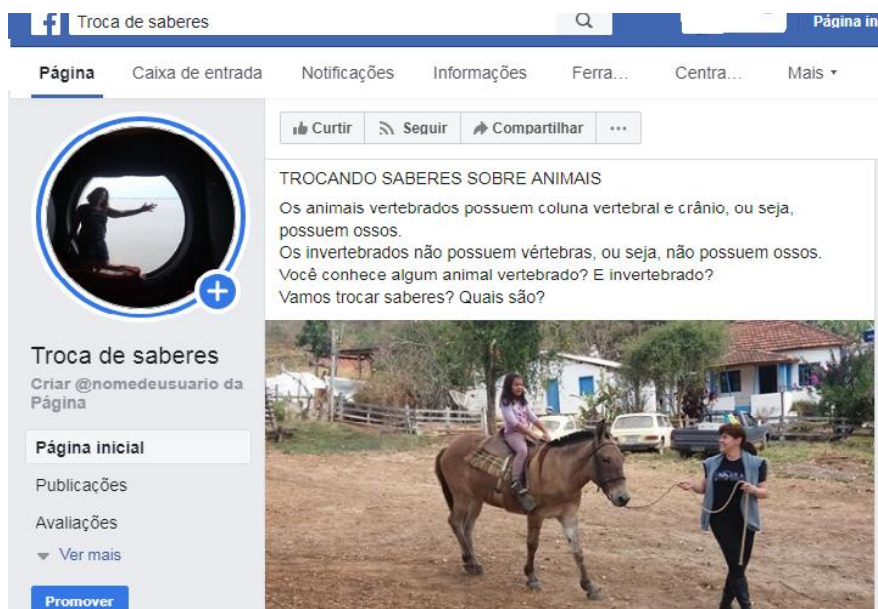 f Troca de saberes
Página in
Página Caixa de entrada Notificações Informações Ferra... Centra... Mais
Curtir Seguir Compartilhar ...
TROCANDO SABERES SOBRE ANIMAIS
Os animais vertebrados possuem coluna vertebral e crânio, ou seja,
possuem ossos.
Os invertebrados não possuem vértebras, ou seja, não possuem ossos.
Você conhece algum animal vertebrado? E invertebrado?
Vamos trocar saberes? Quais são?
Troca de saberes
Criar @nomedeusuario da
Página
Página inicial
Publicações
Avaliações
Ver mais
Promover